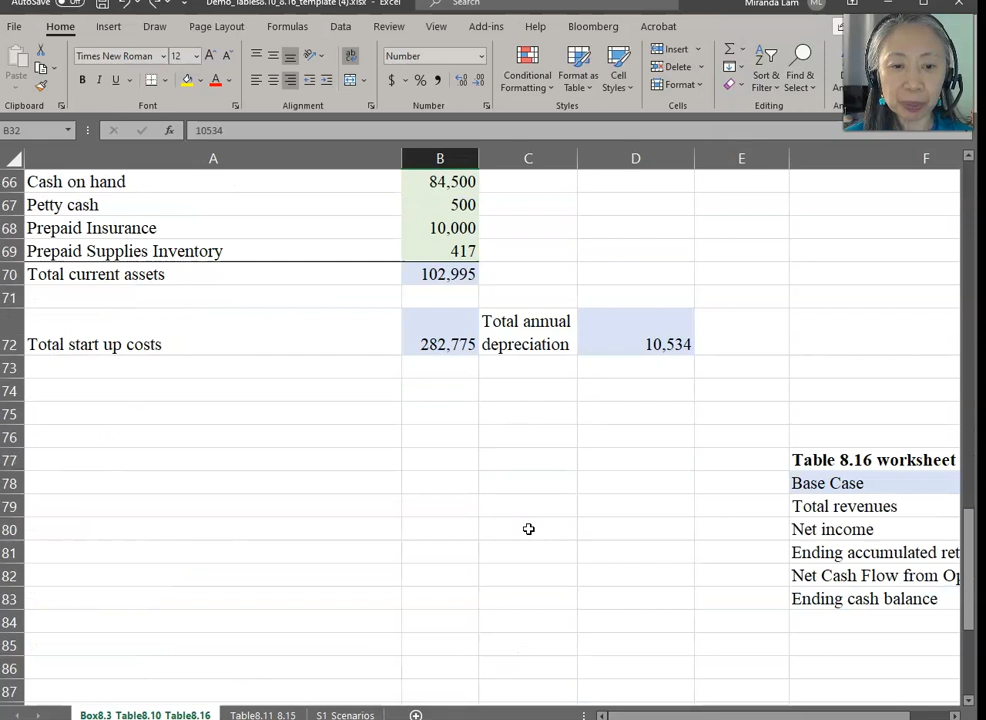 AutoSave Off
Demo_Tables8.10_8.16_template (4).xlsx - Excel
Search
Miranda Lam
ML
File Home Insert Draw Page Layout Formulas Data Review View Add-ins Bloomberg Acrobat
Paste
Times New Roman 12
Number
Conditional Formatting
Format as Table
Cell Styles
Insert
Delete
Format
Sort & Filter
Find & Select
Clipboard Font Alignment Number Styles Cells Editing
B32 fx 10534
A B C D E F
66 Cash on hand 84,500
67 Petty cash 500
68 Prepaid Insurance 10,000
69 Prepaid Supplies Inventory 417
70 Total current assets 102,995
71
Total annual
72 Total start up costs 282,775 depreciation 10,534
73
74
75
76
77 Table 8.16 worksheet
78 Base Case
79 Total revenues
80 Net income
81 Ending accumulated ret
82 Net Cash Flow from Op
83 Ending cash balance
84
85
86
87
Box8.3_Table8.10_Table8.16 Table8.11_8.15 S1 Scenarios